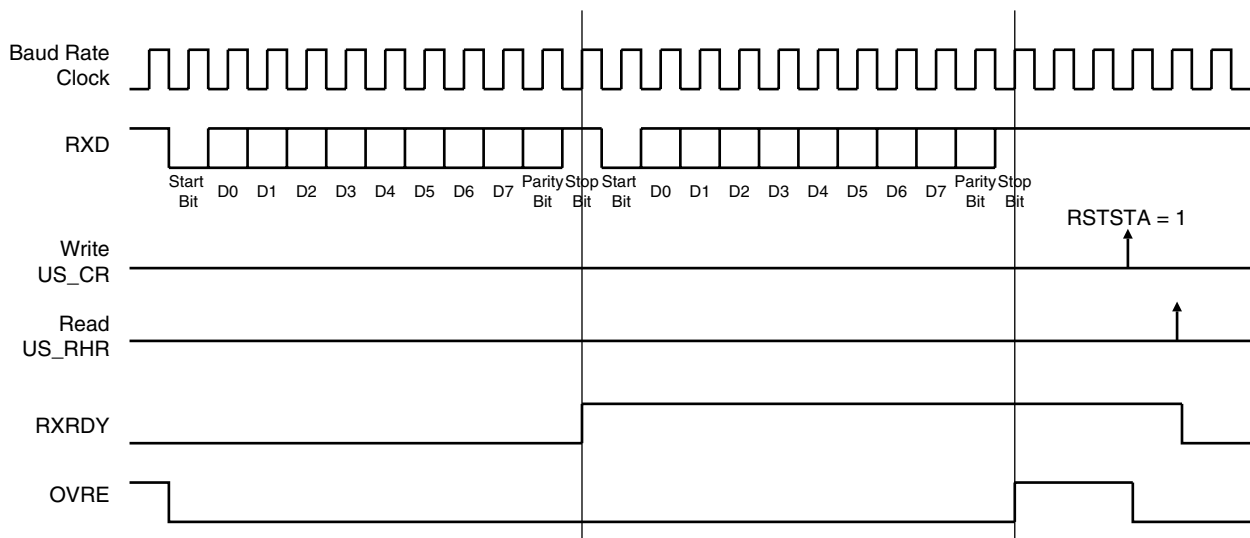 Baud Rate
Clock
RXD
Start
Bit
D0
D1
D2
D3
D4
D5
D6
D7
Parity
Bit
Stop
Bit
Start
Bit
D0
D1
D2
D3
D4
D5
D6
D7
Parity
Bit
Stop
Bit
RSTSTA = 1
Write
US_CR
Read
US_RHR
RXRDY
OVRE